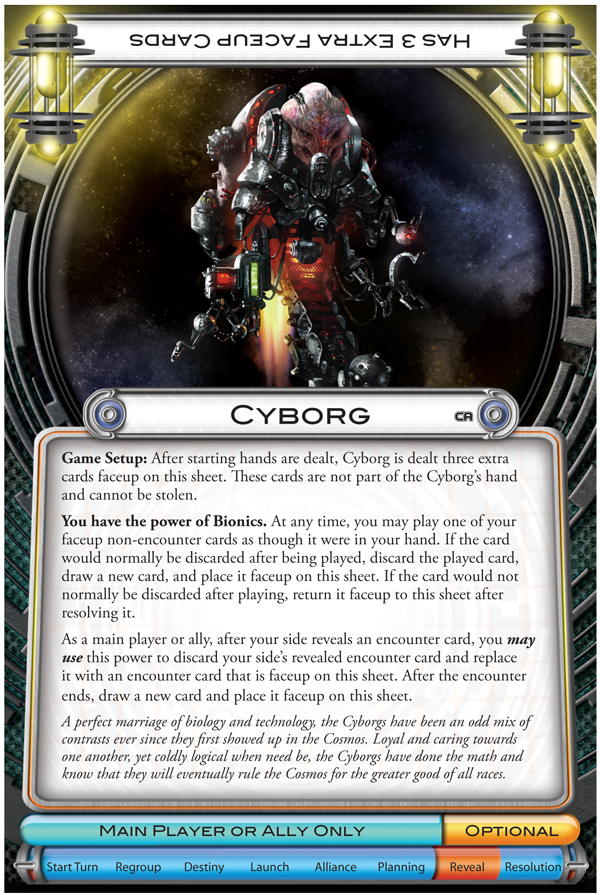 Has 3 Extra Faceup Cards
Cyborg
CA
Game Setup: After starting hands are dealt, Cyborg is dealt three extra
cards faceup on this sheet. These cards are not part of the Cyborg's hand
and cannot be stolen.
You have the power of Bionics. At any time, you may play one of your
faceup non-encounter cards as though it were in your hand. If the card
would normally be discarded after being played, discard the played card,
draw a new card, and place it faceup on this sheet. If the card would not
normally be discarded after playing, return it faceup to this sheet after
resolving it.
As a main player or ally, after your side reveals an encounter card, you may
use this power to discard your side's revealed encounter card and replace
it with an encounter card that is faceup on this sheet. After the encounter
ends, draw a new card and place it faceup on this sheet.
A perfect marriage of biology and technology, the Cyborgs have been an odd mix of
contrasts ever since they first showed up in the Cosmos. Loyal and caring towards
one another, yet coldly logical when need be, the Cyborgs have done the math and
know that they will eventually rule the Cosmos for the greater good of all races.
Main Player or Ally Only
Optional
Start Turn Regroup Destiny Launch Alliance Planning Reveal Resolution